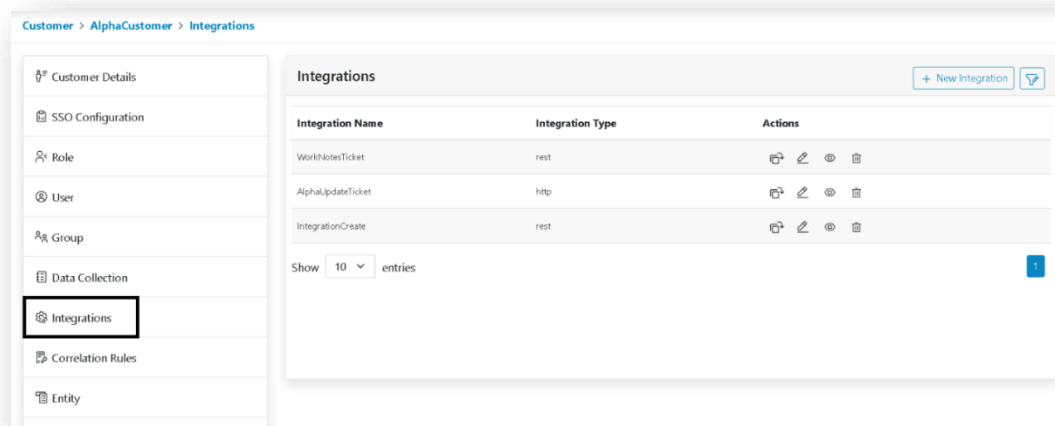 Customer > AlphaCustomer > Integrations
Customer Details
SSO Configuration
Role
User
Group
Data Collection
Integrations
Correlation Rules
Entity
Integrations
+ New Integration
Integration Name Integration Type Actions
WorkNotesTicket rest
AlphaUpdateTicket http
IntegrationCreate rest
Show 10 entries
1